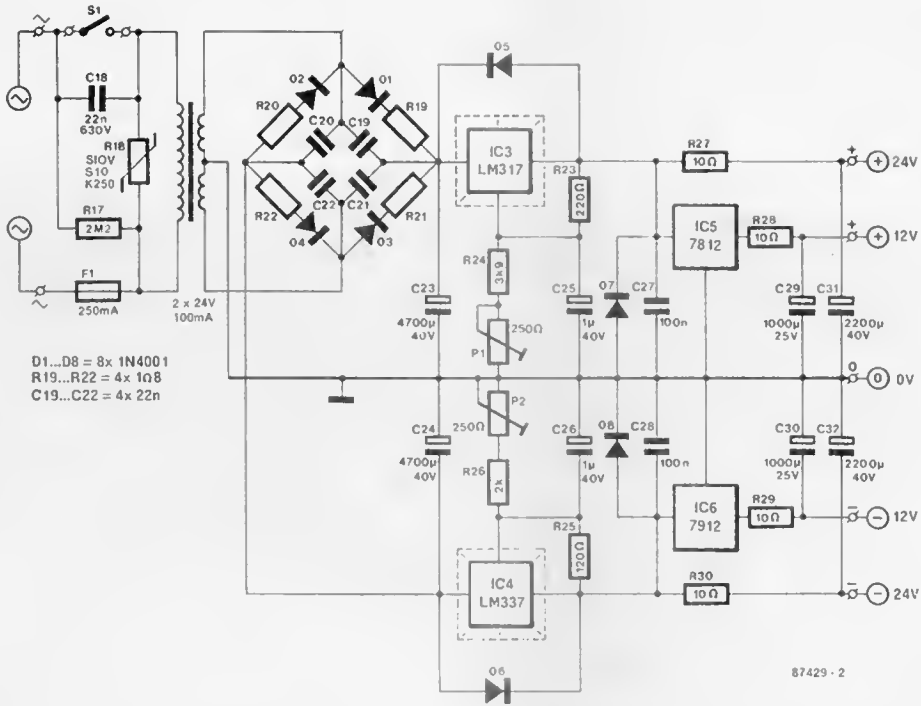 S1
C18
22n
630V
R18
SIOV
S10
K250
R17
2M2
F1
250mA
2 x 24V
100mA
D1...D8 = 8x 1N4001
R19...R22 = 4x 1Ω8
C19...C22 = 4x 22n
D2
D1
R20
R19
C20
C19
C22
C21
R22
R21
D4
D3
D5
IC3
LM317
R23
220Ω
R24
3k9
C23
4700µ
40V
250Ω
P1
C25
1µ
40V
D7
C27
100n
R27
10Ω
IC5
7812
R28
10Ω
C29
1000µ
25V
C31
2200µ
40V
+
+ 24V
+
+ 12V
0
0 0V
C24
4700µ
40V
P2
250Ω
R26
2k
C26
1µ
40V
D8
C28
100n
C30
1000µ
25V
C32
2200µ
40V
IC6
7912
R29
10Ω
R25
120Ω
IC4
LM337
R30
10Ω
−
− 12V
−
− 24V
D6
87429 - 2